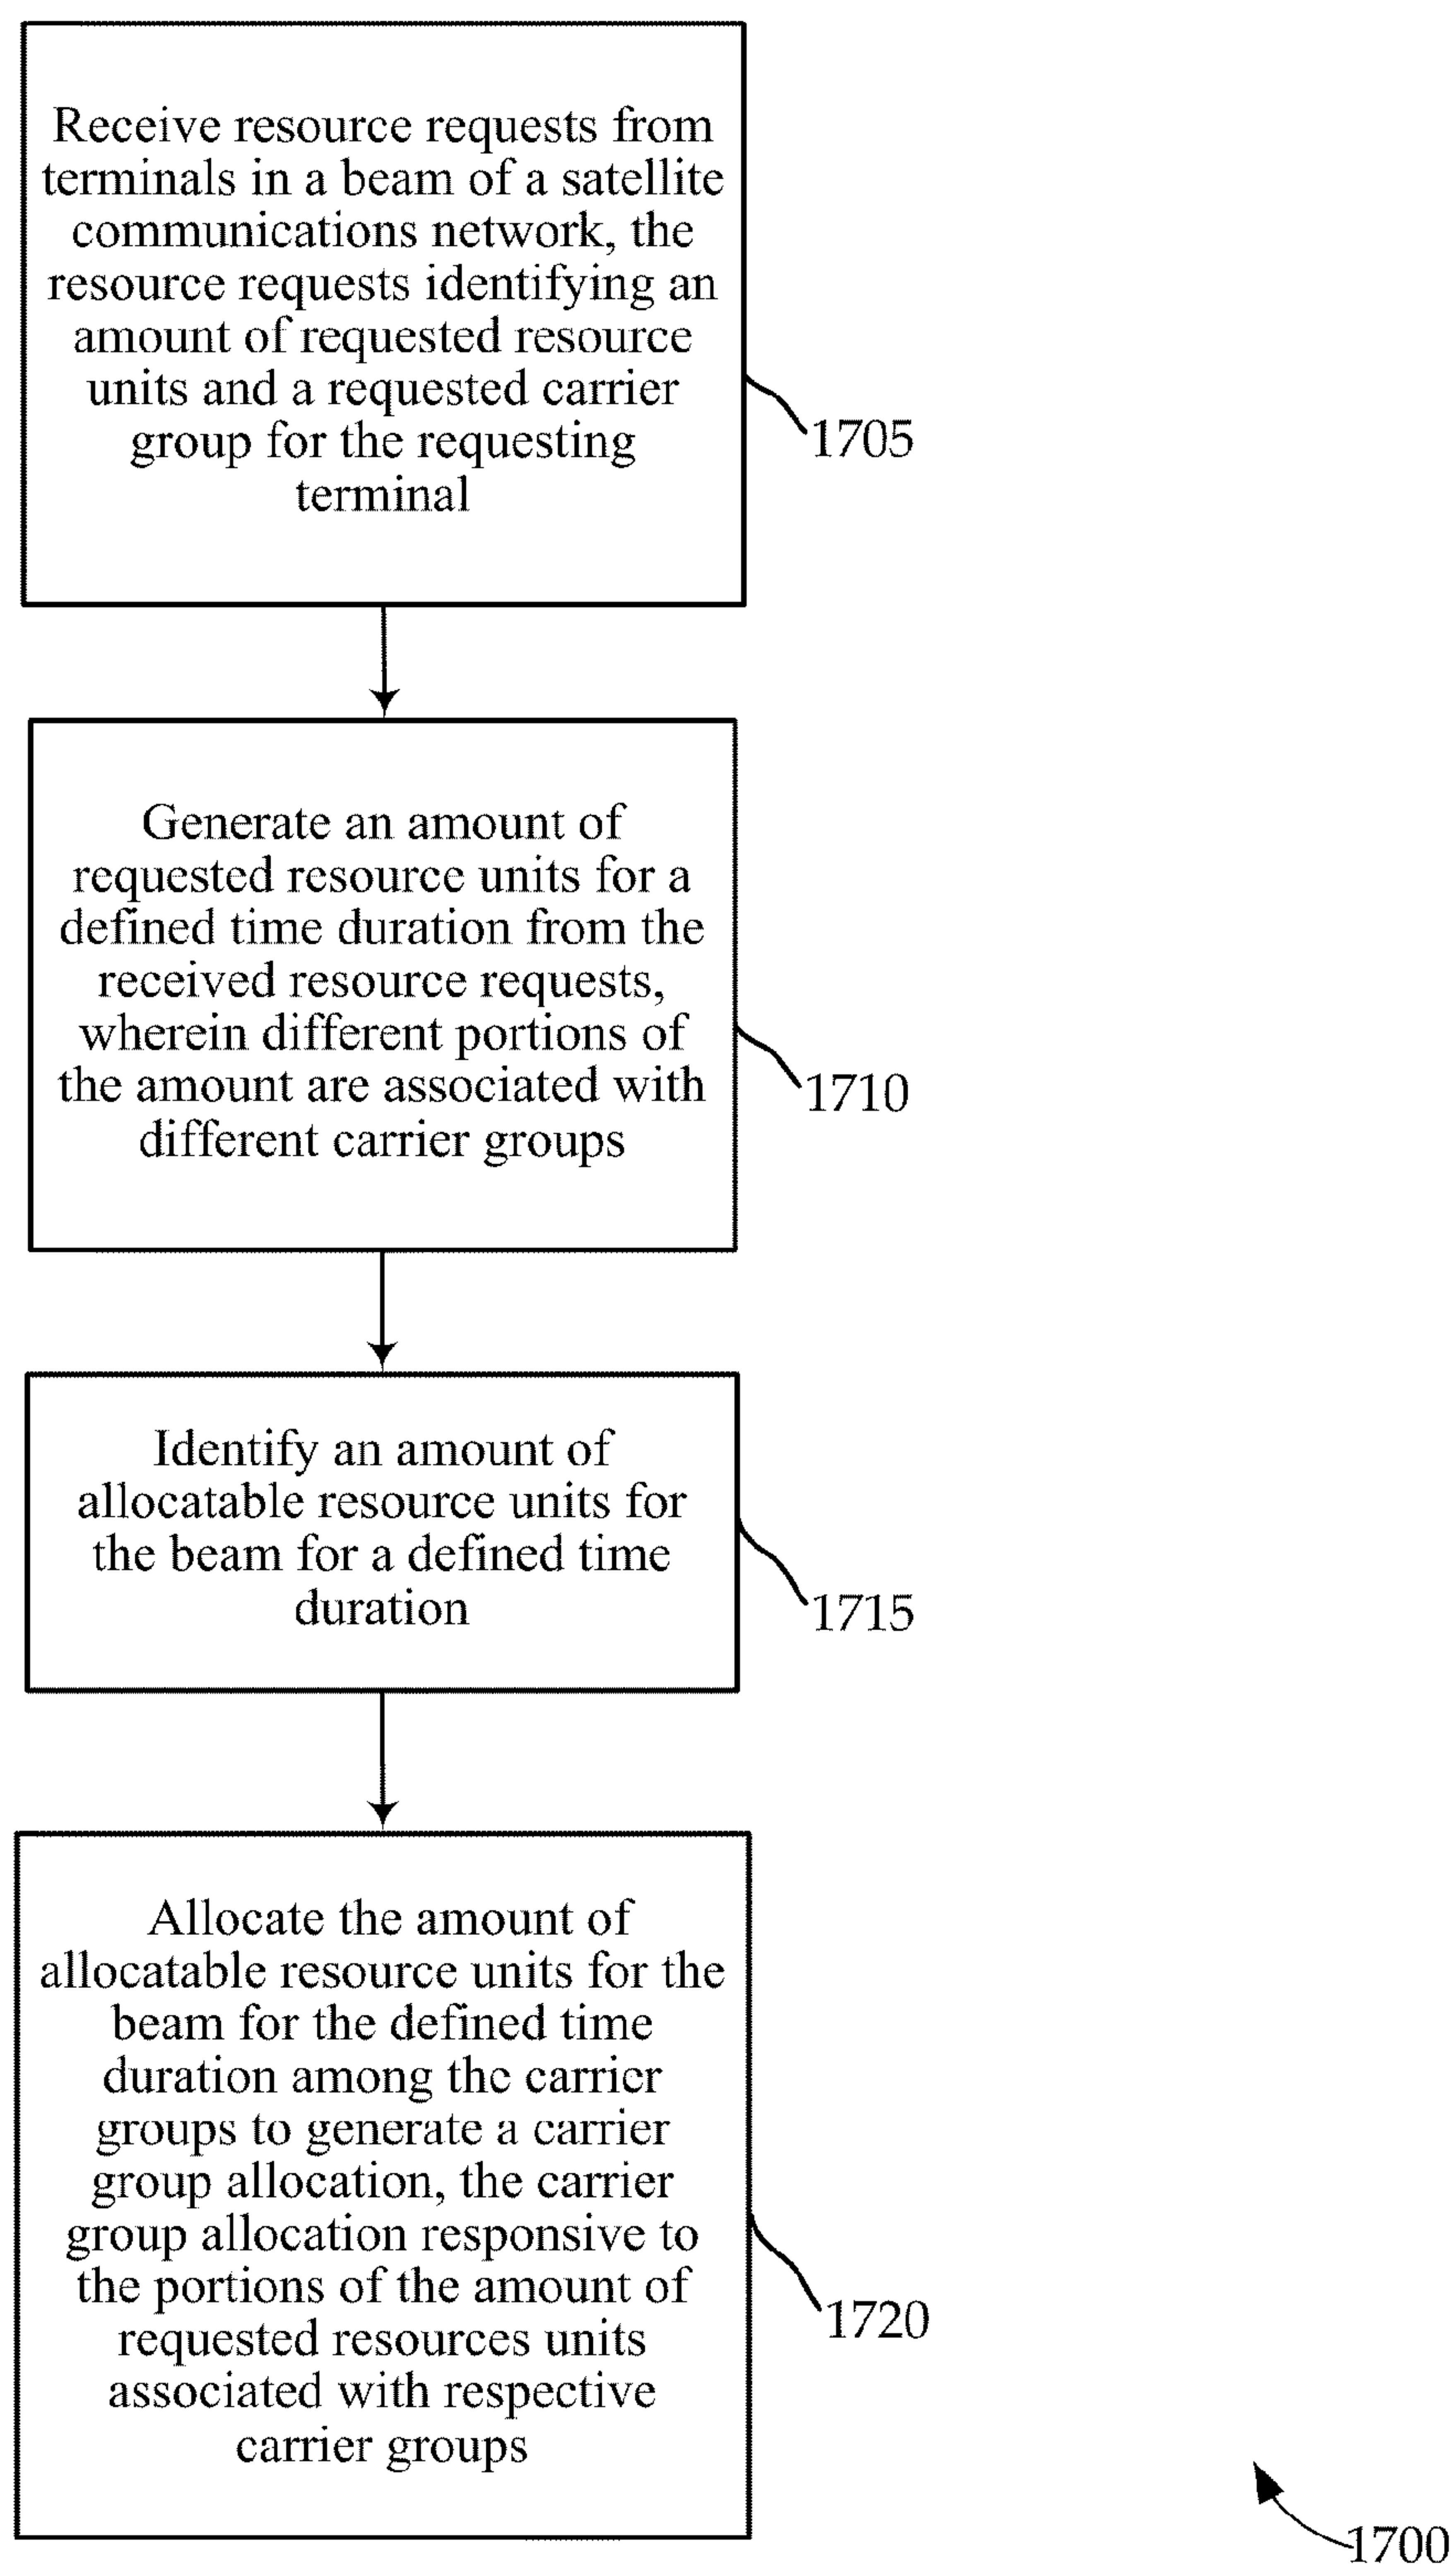 Receive resource requests from
terminals in a beam of a satellite
communications network, the
resource requests identifying an
amount of requested resource
units and a requested carrier
group for the requesting
terminal
1705
Generate an amount of
requested resource units for a
defined time duration from the
received resource requests,
wherein different portions of
the amount are associated with
different carrier groups
1710
Identify an amount of
allocatable resource units for
the beam for a defined time
duration
1715
Allocate the amount of
allocatable resource units for the
beam for the defined time
duration among the carrier
groups to generate a carrier
group allocation, the carrier
group allocation responsive to
the portions of the amount of
requested resources units
associated with respective
carrier groups
1720
1700